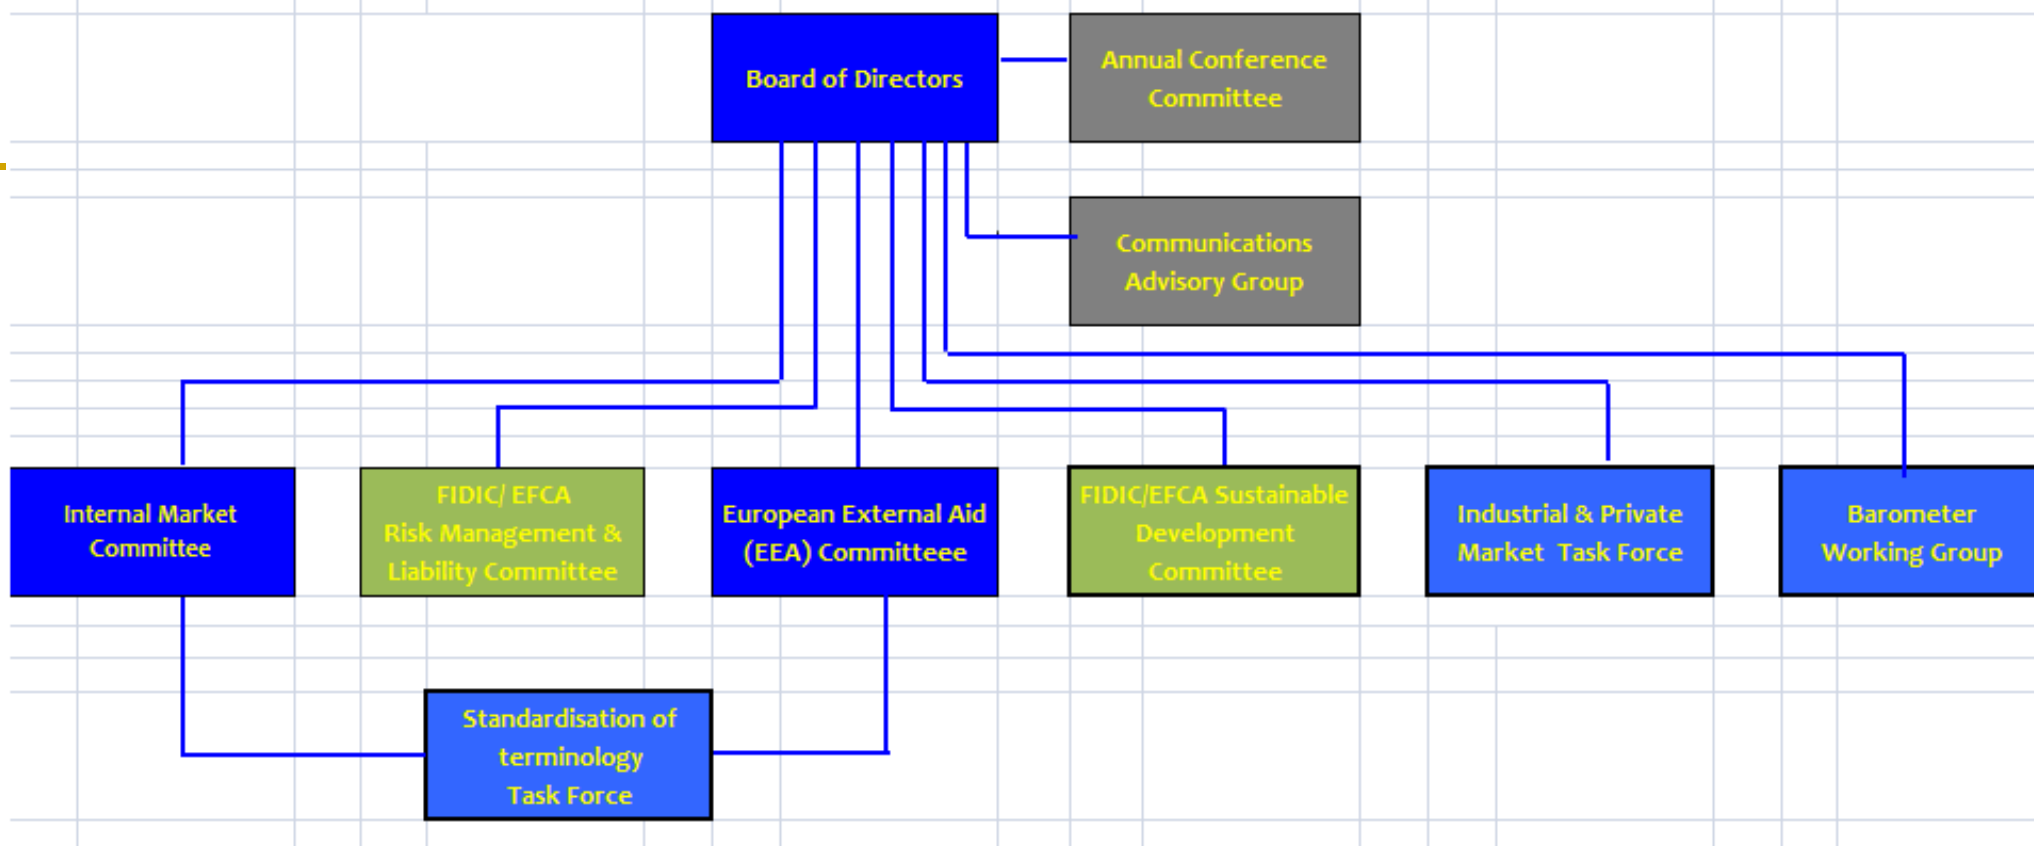 Board of Directors
Annual Conference
Committee
Communications
Advisory Group
Internal Market
Committee
FIDIC/ EFCA
Risk Management &
Liability Committee
European External Aid
(EEA) Committeee
FIDIC/EFCA Sustainable
Development
Committee
Industrial & Private
Market  Task Force
Barometer
Working Group
Standardisation of
terminology
Task Force